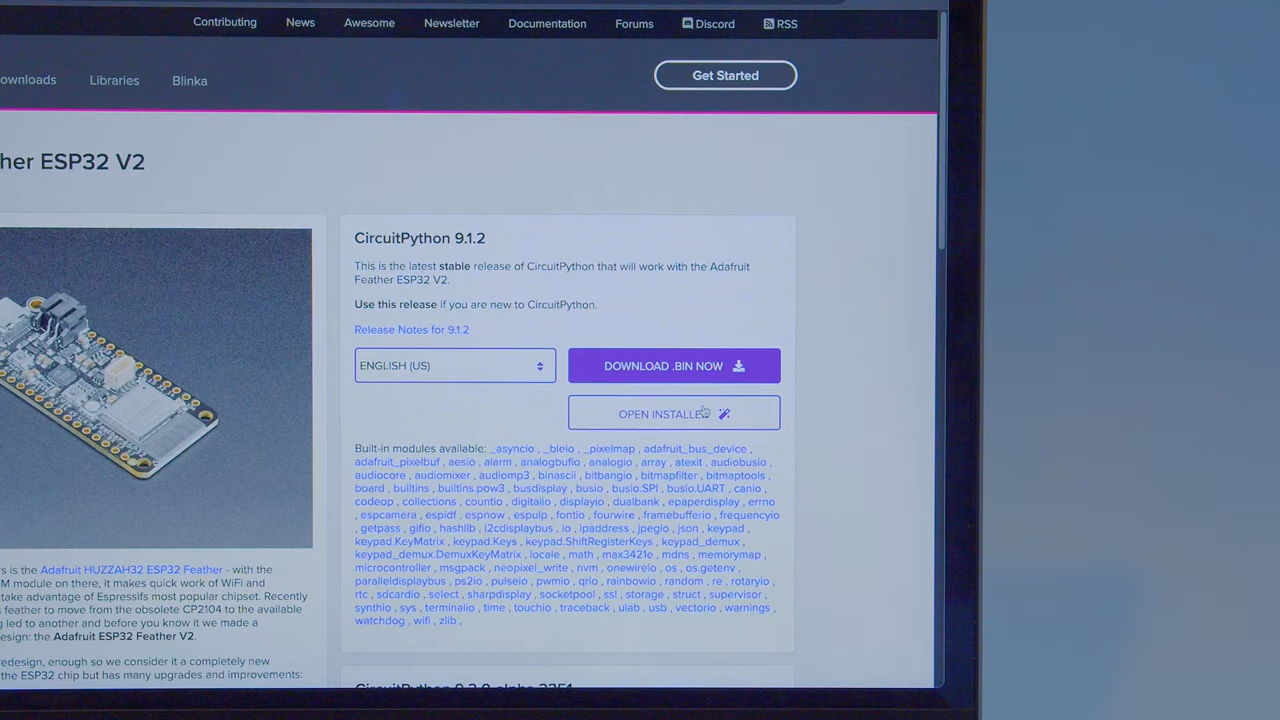 Contributing News Awesome Newsletter Documentation Forums Discord RSS
ownloads Libraries Blinka Get Started
her ESP32 V2
CircuitPython 9.1.2
This is the latest stable release of CircuitPython that will work with the Adafruit
Feather ESP32 V2.
Use this release if you are new to CircuitPython.
Release Notes for 9.1.2
ENGLISH (US) DOWNLOAD .BIN NOW
OPEN INSTALLE
Built-in modules available: _asyncio , _bleio , _pixelmap , adafruit_bus_device ,
adafruit_pixelbuf , aesio , alarm , analogbufio , analogio , array , atexit , audiobusio ,
audiocore , audiomixer , audiomp3 , binascii , bitbangio , bitmapfilter , bitmaptools ,
board , builtins , builtins.pow3 , busdisplay , busio , busio.SPI , busio.UART , canio ,
codeop , collections , countio , digitalio , displayio , dualbank , epaperdisplay , errno
, espcamera , espidf , espnow , espulp , fontio , fourwire , framebufferio , frequencyio
, getpass , gifio , hashlib , i2cdisplaybus , io , ipaddress , jpegio , json , keypad ,
keypad.KeyMatrix , keypad.Keys , keypad.ShiftRegisterKeys , keypad_demux ,
keypad_demux.DemuxKeyMatrix , locale , math , max3421e , mdns , memorymap ,
microcontroller , msgpack , neopixel_write , nvm , onewireio , os , os.getenv ,
paralleldisplaybus , ps2io , pulseio , pwmio , qrio , rainbowio , random , re , rotaryio ,
rtc , sdcardio , select , sharpdisplay , socketpool , ssl , storage , struct , supervisor ,
synthio , sys , terminalio , time , touchio , traceback , ulab , usb , vectorio , warnings ,
watchdog , wifi , zlib ,
rs is the Adafruit HUZZAH32 ESP32 Feather - with the
M module on there, it makes quick work of WiFi and
take advantage of Espressifs most popular chipset. Recently
s feather to move from the obsolete CP2104 to the available
g led to another and before you know it we made a
design: the Adafruit ESP32 Feather V2.
redesign, enough so we consider it a completely new
the ESP32 chip but has many upgrades and improvements: